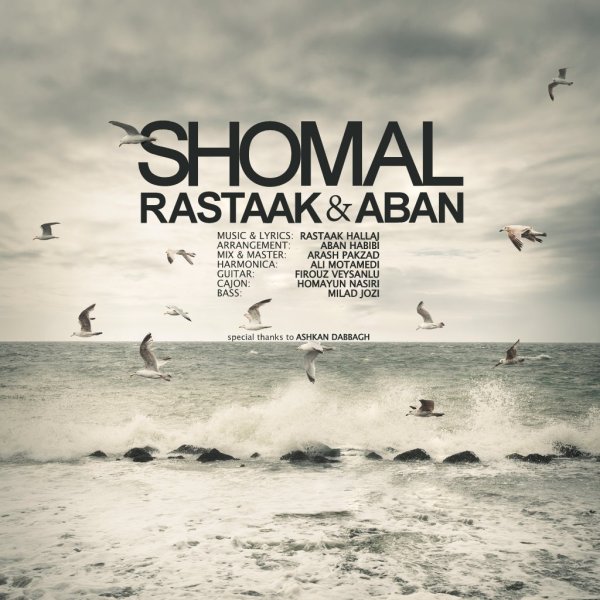 SHOMAL
RASTAAK & ABAN
MUSIC & LYRICS: RASTAAK HALLAJ
ARRANGEMENT: ABAN HABIBI
MIX & MASTER: ARASH PAKZAD
HARMONICA: ALI MOTAMEDI
GUITAR: FIROUZ VEYSANLU
CAJON: HOMAYUN NASIRI
BASS: MILAD JOZI
special thanks to ASHKAN DABBAGH